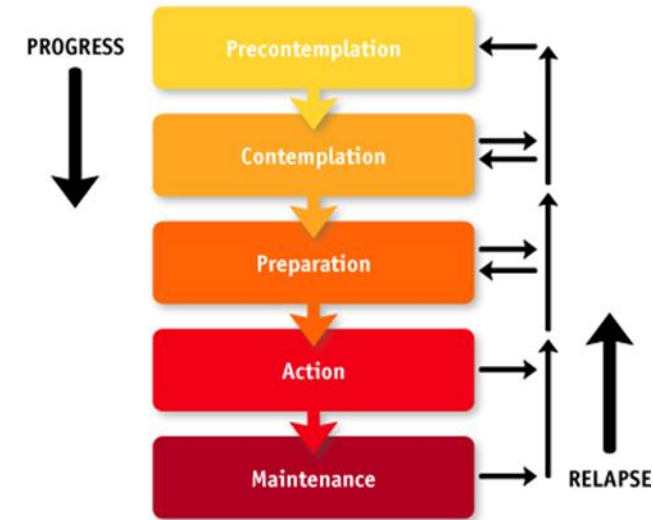 PROGRESS
Precontemplation
Contemplation
Preparation
Action
Maintenance
RELAPSE